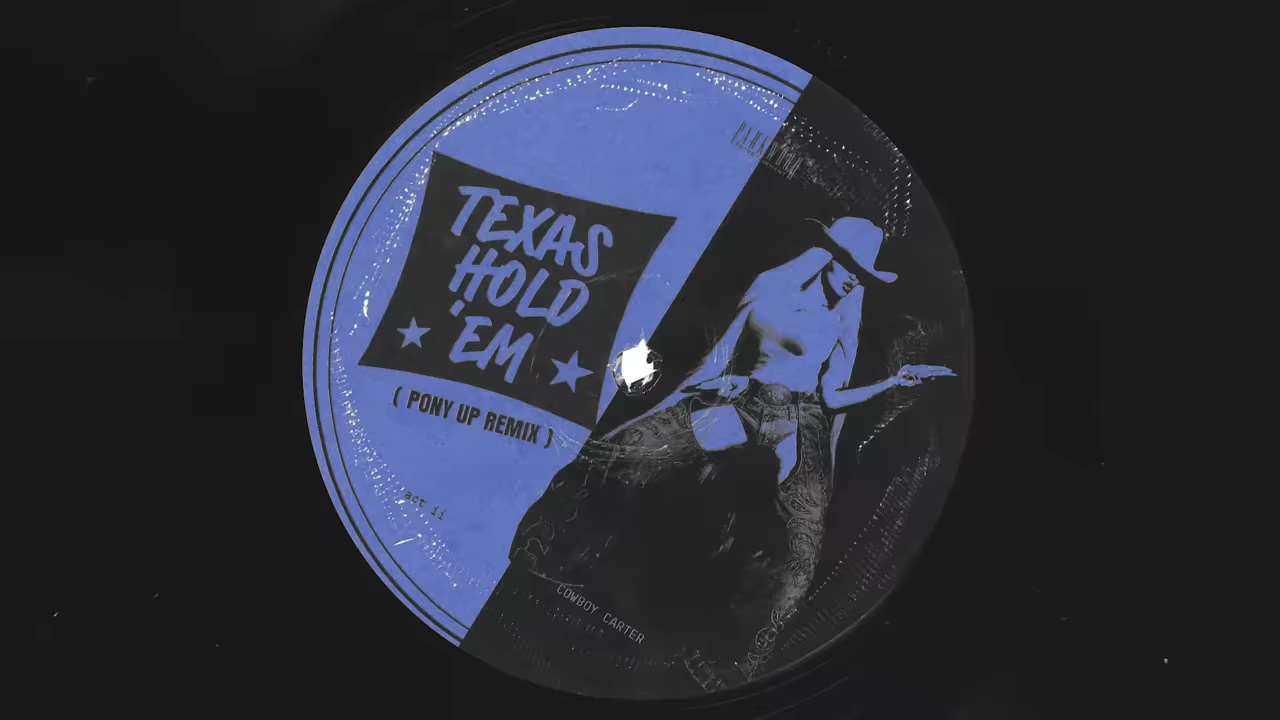 TEXAS
HOLD
'EM
( PONY UP REMIX )
act ii
COWBOY CARTER